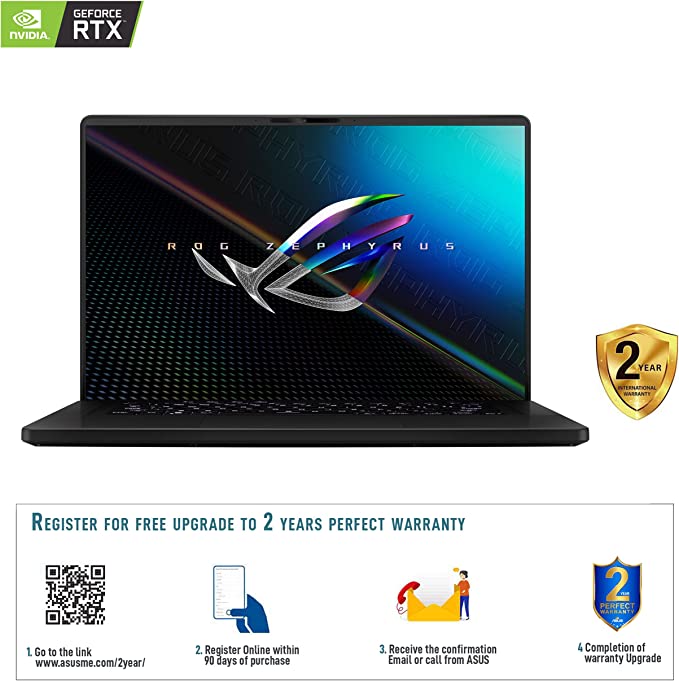 NVIDIA.
GEFORCE
RTX
ROG ZEPHYRUS
2 YEAR
INTERNATIONAL
WARRANTY
REGISTER FOR FREE UPGRADE TO 2 YEARS PERFECT WARRANTY
1. Go to the link
www.asusme.com/2year/
2. Register Online within
90 days of purchase
3. Receive the confirmation
Email or call from ASUS
2 YEAR
PERFECT
WARRANTY
ASUS
4 Completion of
warranty Upgrade